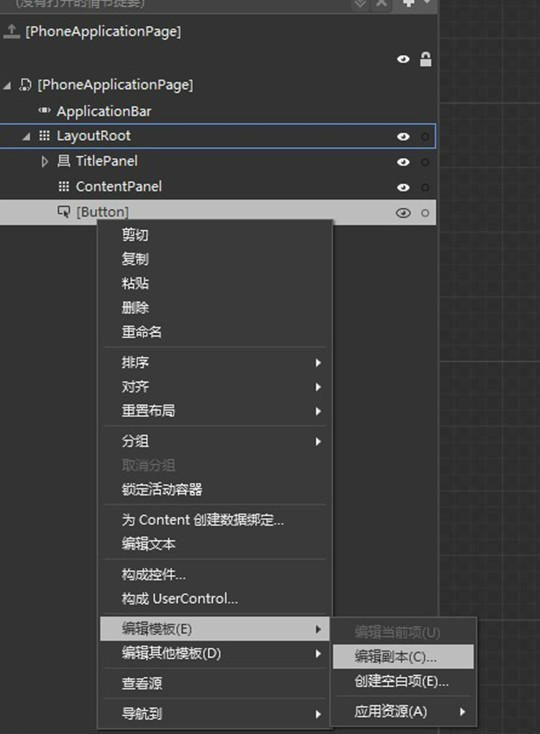 (没有打开的情节提要)
[PhoneApplicationPage]
[PhoneApplicationPage]
ApplicationBar
LayoutRoot
TitlePanel
ContentPanel
[Button]
剪切
复制
粘贴
删除
重命名
排序
对齐
重置布局
分组
取消分组
锁定活动容器
为 Content 创建数据绑定...
编辑文本
构成控件...
构成 UserControl...
编辑模板(E)
编辑当前项(U)
编辑其他模板(D)
编辑副本(C)...
查看源
创建空白项(E)...
导航到
应用资源(A)